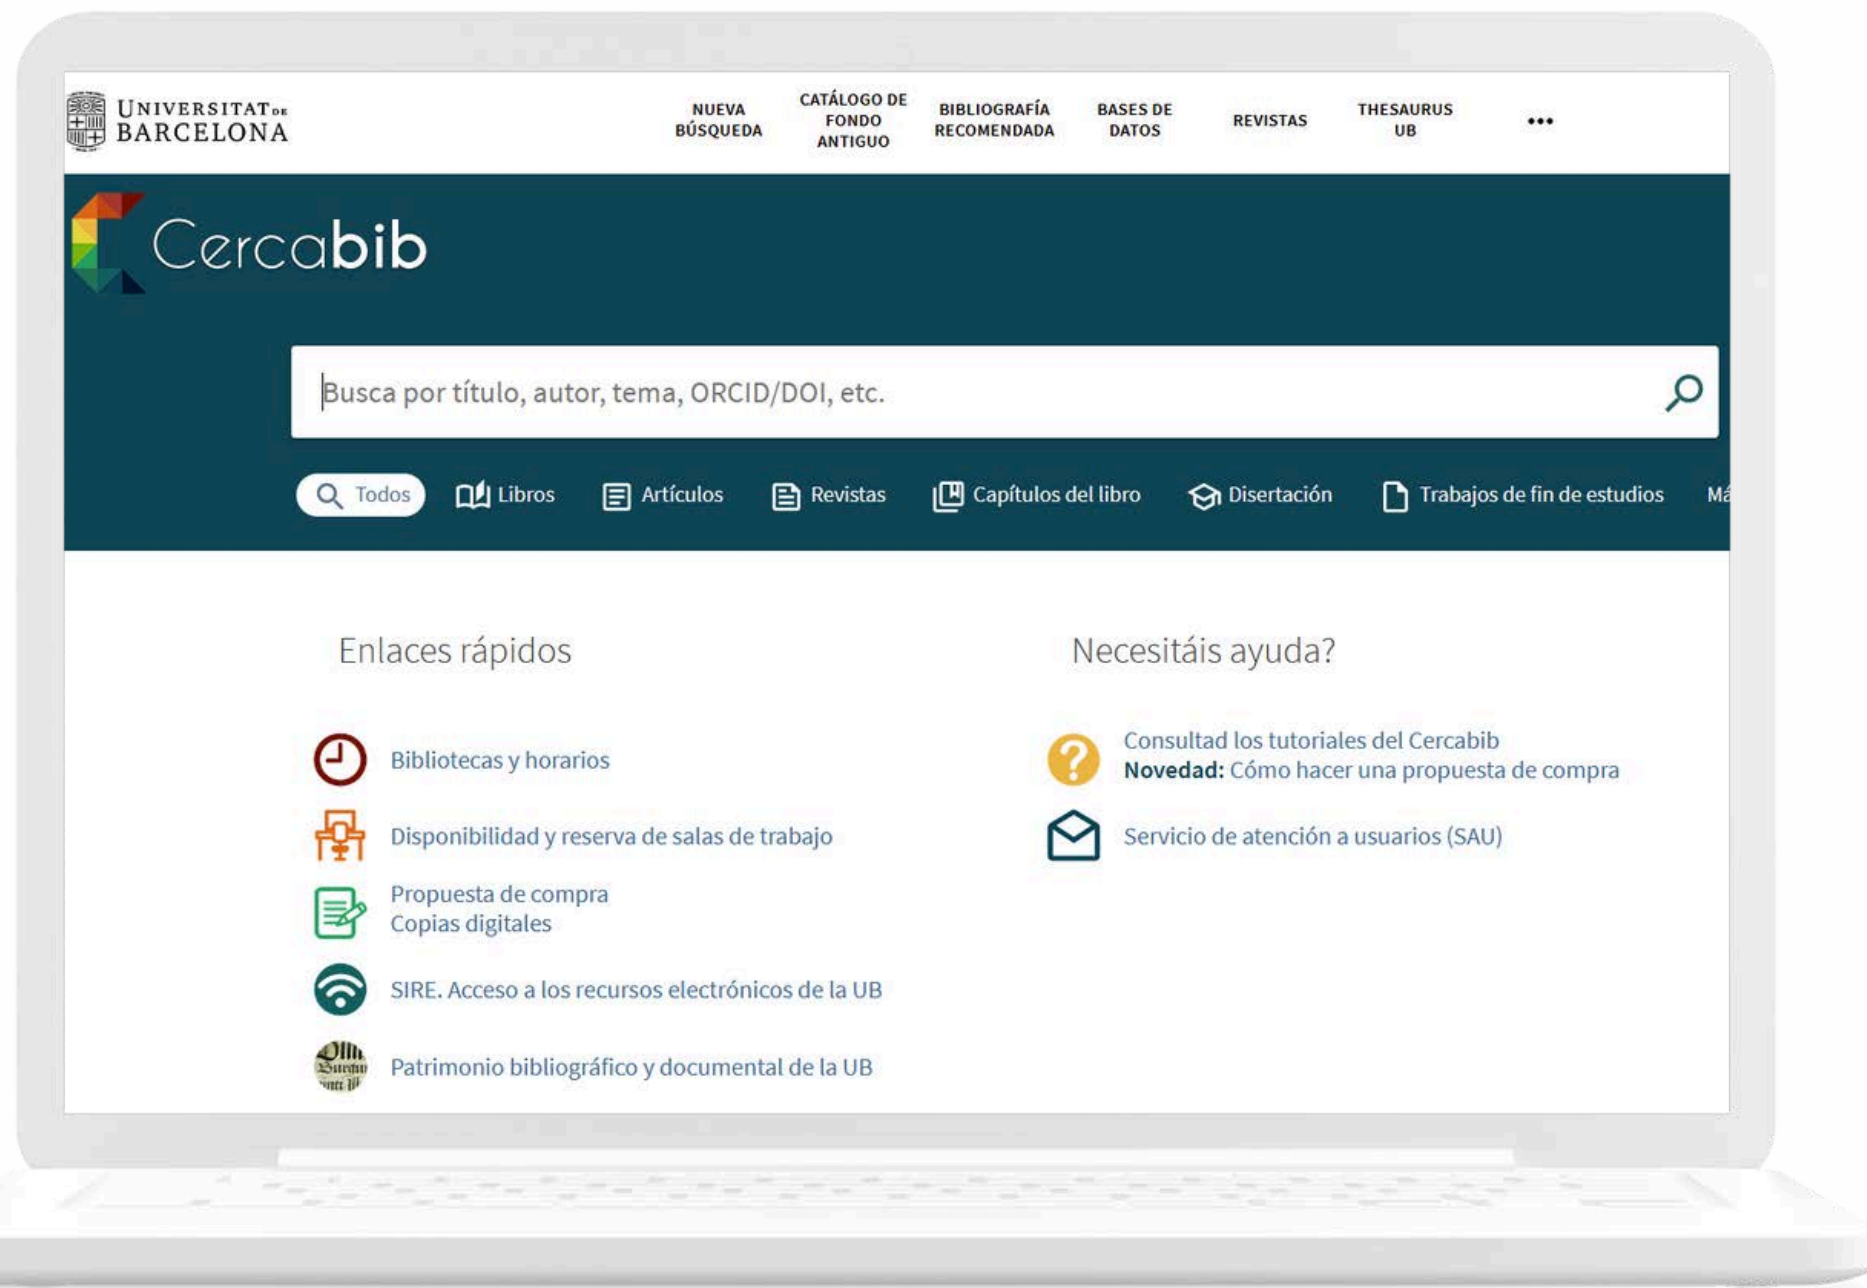 UNIVERSITAT DE
BARCELONA
NUEVA
BÚSQUEDA
CATÁLOGO DE
FONDO
ANTIGUO
BIBLIOGRAFÍA
RECOMENDADA
BASES DE
DATOS
REVISTAS
THESAURUS
UB
•••
Cercabib
Busca por título, autor, tema, ORCID/DOI, etc.
Todos Libros Artículos Revistas Capítulos del libro Disertación Trabajos de fin de estudios Má
Enlaces rápidos
Bibliotecas y horarios
Disponibilidad y reserva de salas de trabajo
Propuesta de compra
Copias digitales
SIRE. Acceso a los recursos electrónicos de la UB
Patrimonio bibliográfico y documental de la UB
Necesitáis ayuda?
Consultad los tutoriales del Cercabib
Novedad: Cómo hacer una propuesta de compra
Servicio de atención a usuarios (SAU)